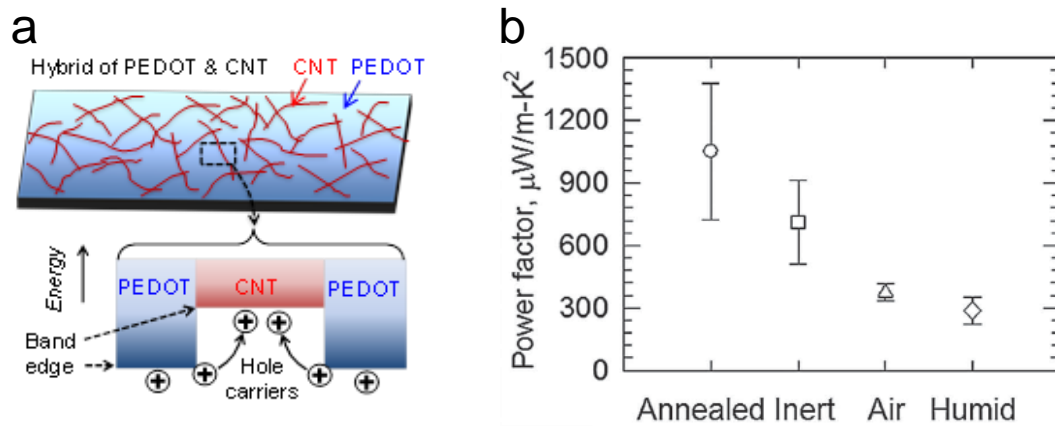 a
Hybrid of PEDOT & CNT CNT PEDOT
Energy
PEDOT CNT PEDOT
Band
edge
Hole
carriers
b
Power factor, μW/m-K²
1500
1200
900
600
300
0
Annealed Inert Air Humid